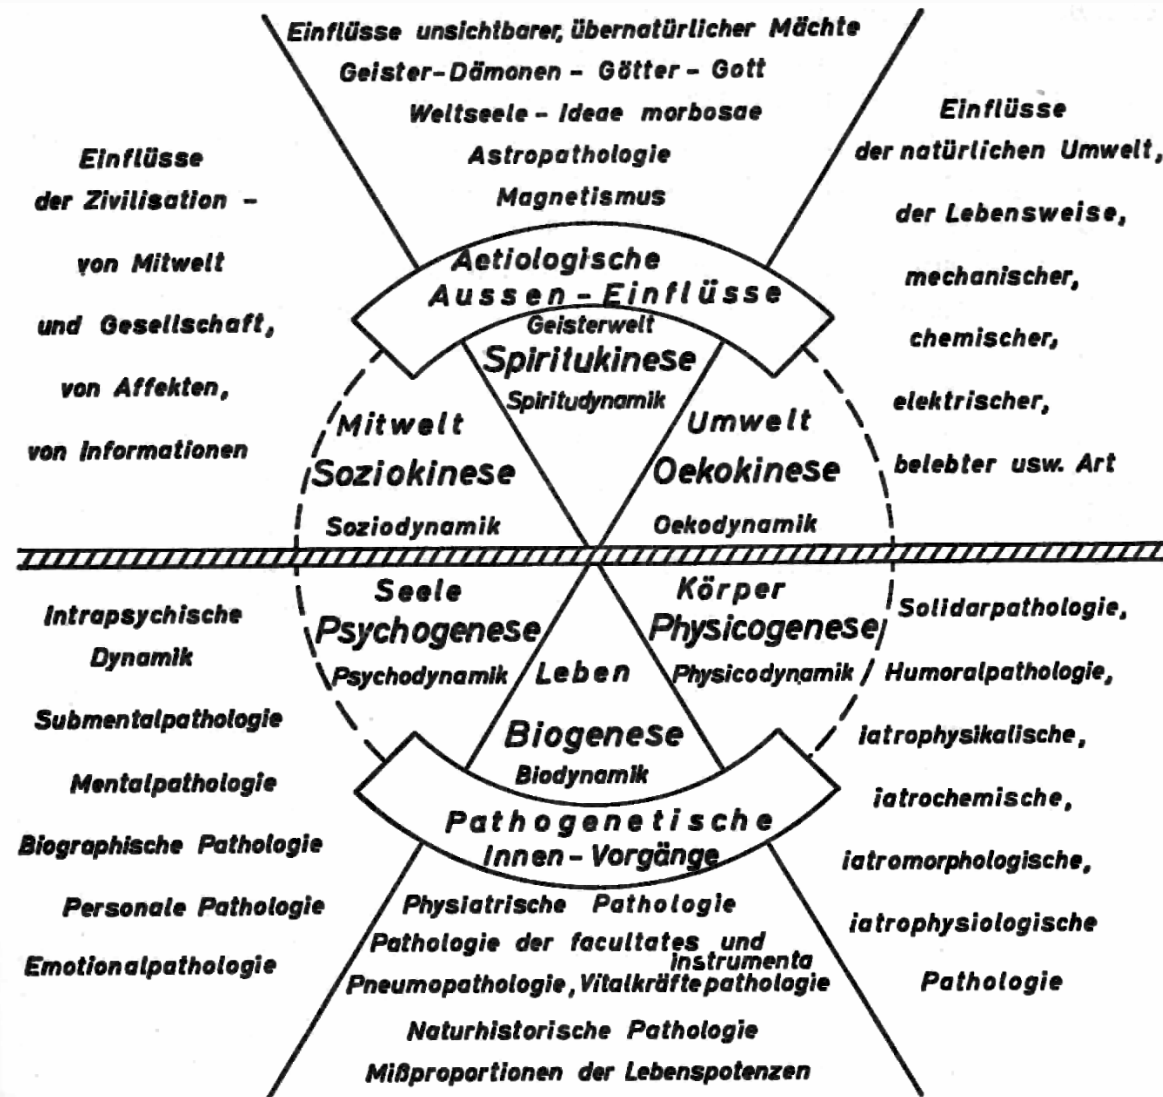 Einflüsse unsichtbarer, übernatürlicher Mächte
Geister-Dämonen - Götter - Gott
Weltseele - Ideae morbosae
Astropathologie
Magnetismus
Einflüsse
der Zivilisation -
von Mitwelt
und Gesellschaft,
von Affekten,
von Informationen
Einflüsse
der natürlichen Umwelt,
der Lebensweise,
mechanischer,
chemischer,
elektrischer,
belebter usw. Art
Aetiologische
Aussen-Einflüsse
Geisterwelt
Spiritukinese
Spiritudynamik
Mitwelt
Soziokinese
Soziodynamik
Umwelt
Oekokinese
Oekodynamik
Seele
Psychogenese
Psychodynamik
Leben
Biogenese
Biodynamik
Körper
Physicogenese
Physicodynamik
Pathogenetische
Innen-Vorgänge
Intrapsychische
Dynamik
Submentalpathologie
Mentalpathologie
Biographische Pathologie
Personale Pathologie
Emotionalpathologie
Physiatrische Pathologie
Pathologie der facultates und
instrumenta
Pneumopathologie, Vitalkräftepathologie
Naturhistorische Pathologie
Mißproportionen der Lebenspotenzen
Solidarpathologie,
Humoralpathologie,
iatrophysikalische,
iatrochemische,
iatromorphologische,
iatrophysiologische
Pathologie